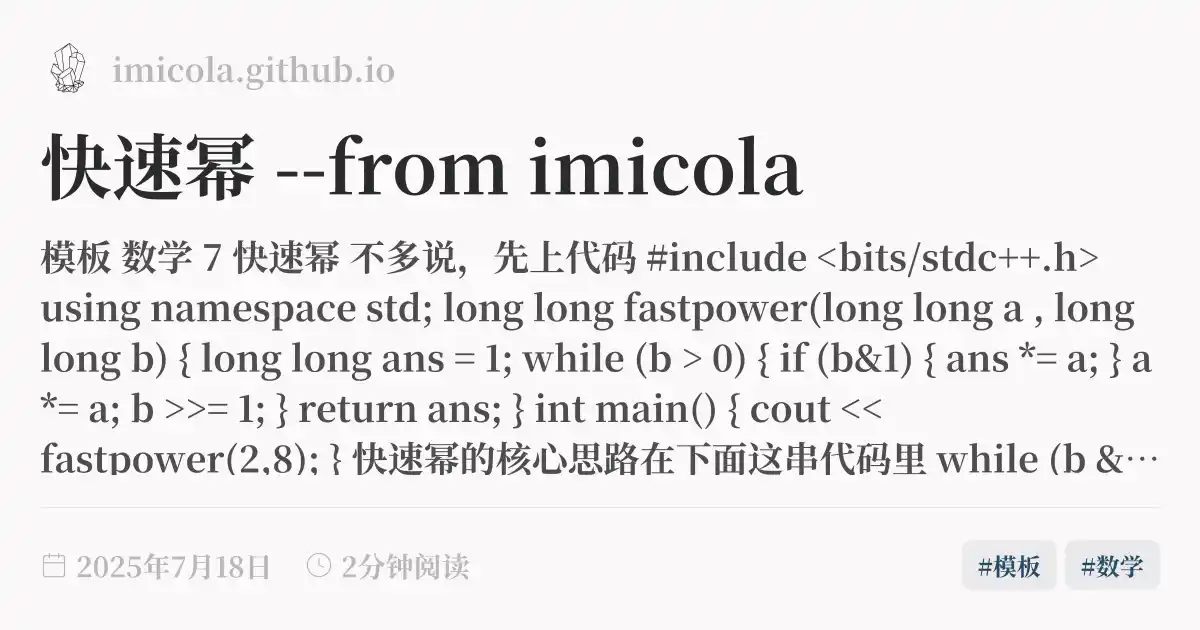 imicola.github.io
快速幂 --from imicola
模板 数学 7 快速幂 不多说，先上代码 #include <bits/stdc++.h>
using namespace std; long long fastpower(long long a , long
long b) { long long ans = 1; while (b > 0) { if (b&1) { ans *= a; } a
*= a; b >>= 1; } return ans; } int main() { cout <<
fastpower(2,8); } 快速幂的核心思路在下面这串代码里 while (b &…
2025年7月18日 2分钟阅读 #模板 #数学